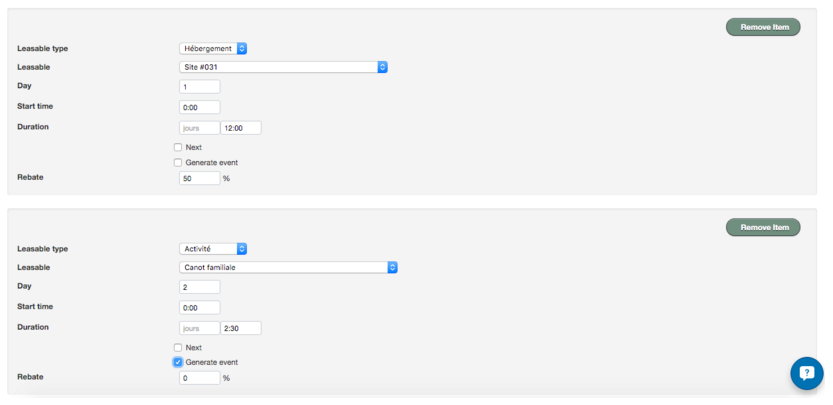 Remove Item
Leasable type Hébergement
Leasable Site #031
Day 1
Start time 0:00
Duration jours 12:00
Next
Generate event
Rebate 50 %
Remove Item
Leasable type Activité
Leasable Canot familiale
Day 2
Start time 0:00
Duration jours 2:30
Next
Generate event
Rebate 0 %
?